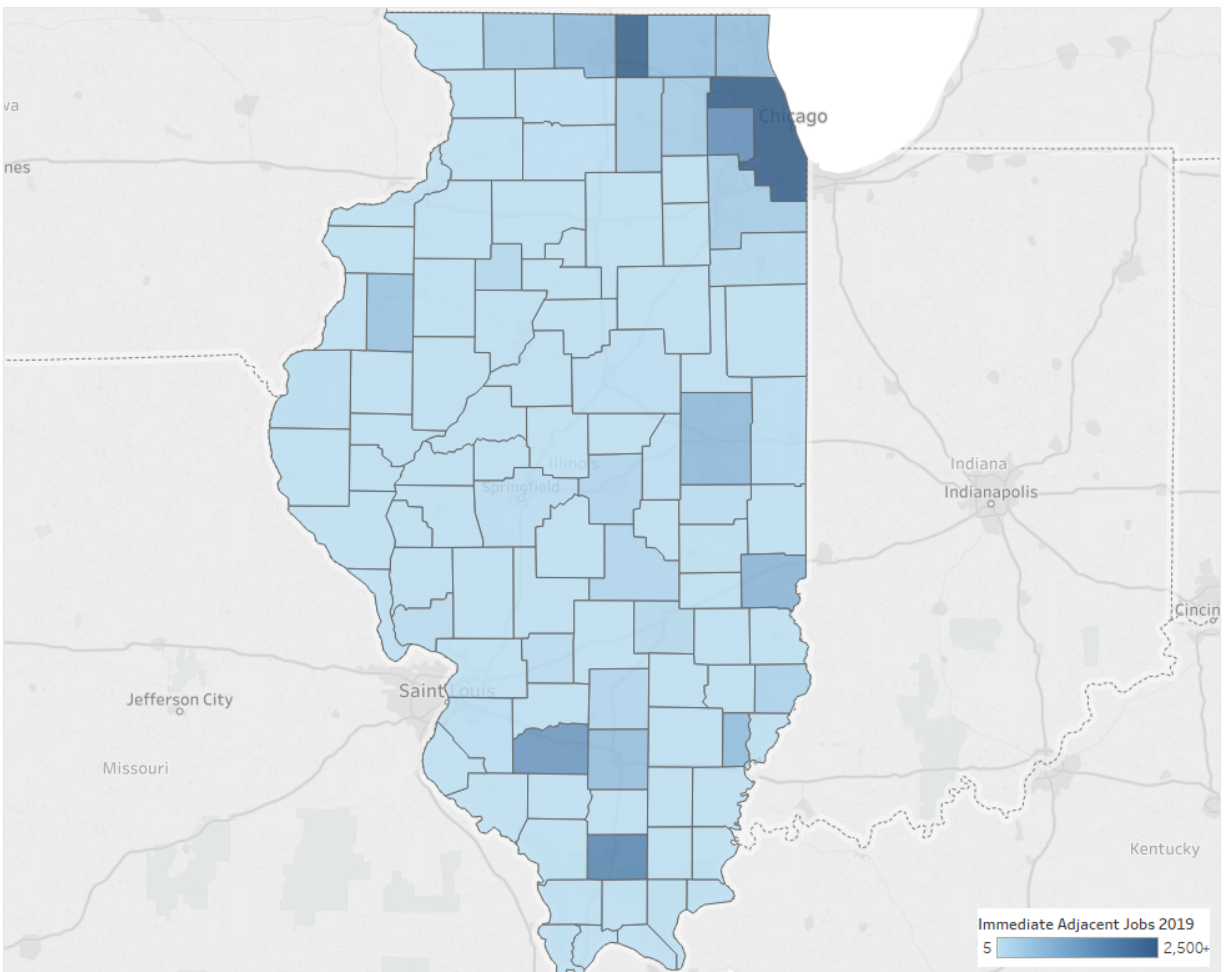 wa
Chicago
nes
Illinois
Springfield
Indiana
Indianapolis
Cincin
Jefferson City
Saint Louis
Missouri
Kentucky
Immediate Adjacent Jobs 2019
5 2,500+